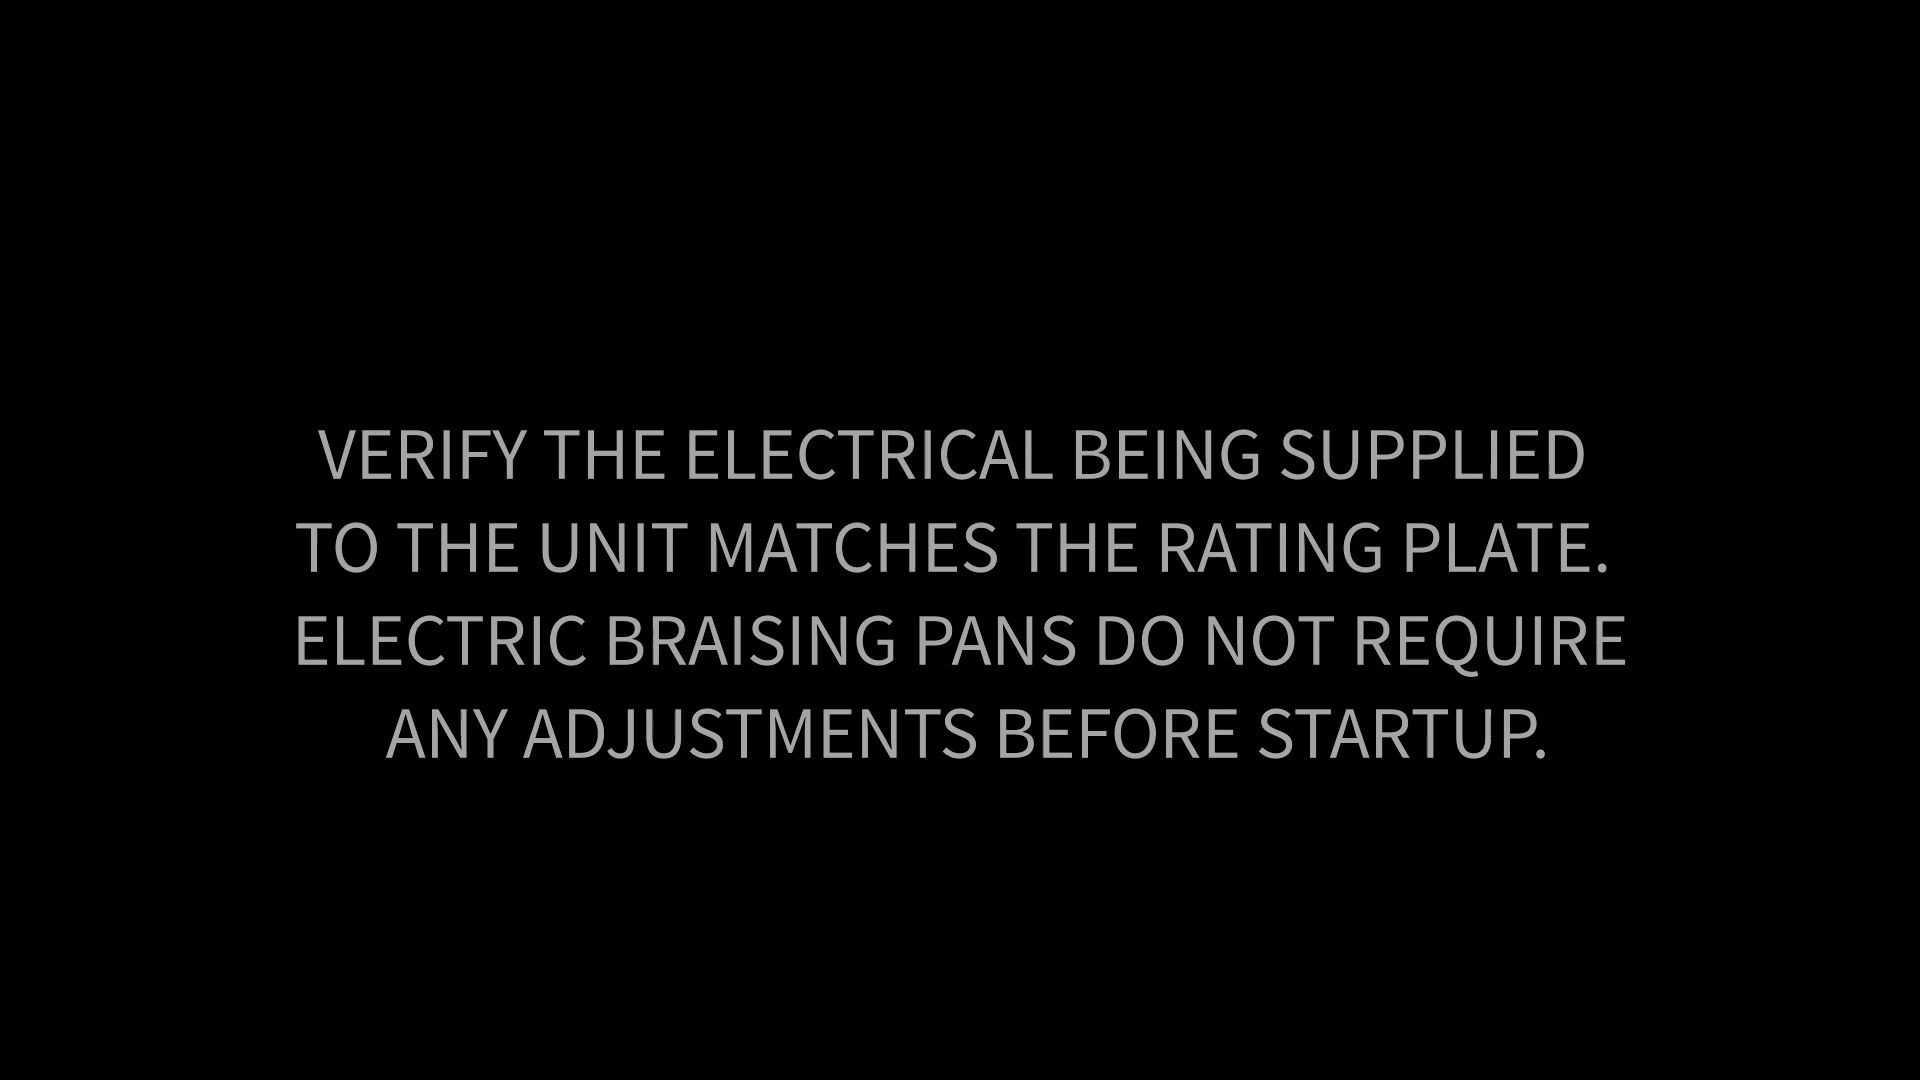 VERIFY THE ELECTRICAL BEING SUPPLIED
TO THE UNIT MATCHES THE RATING PLATE.
ELECTRIC BRAISING PANS DO NOT REQUIRE
ANY ADJUSTMENTS BEFORE STARTUP.